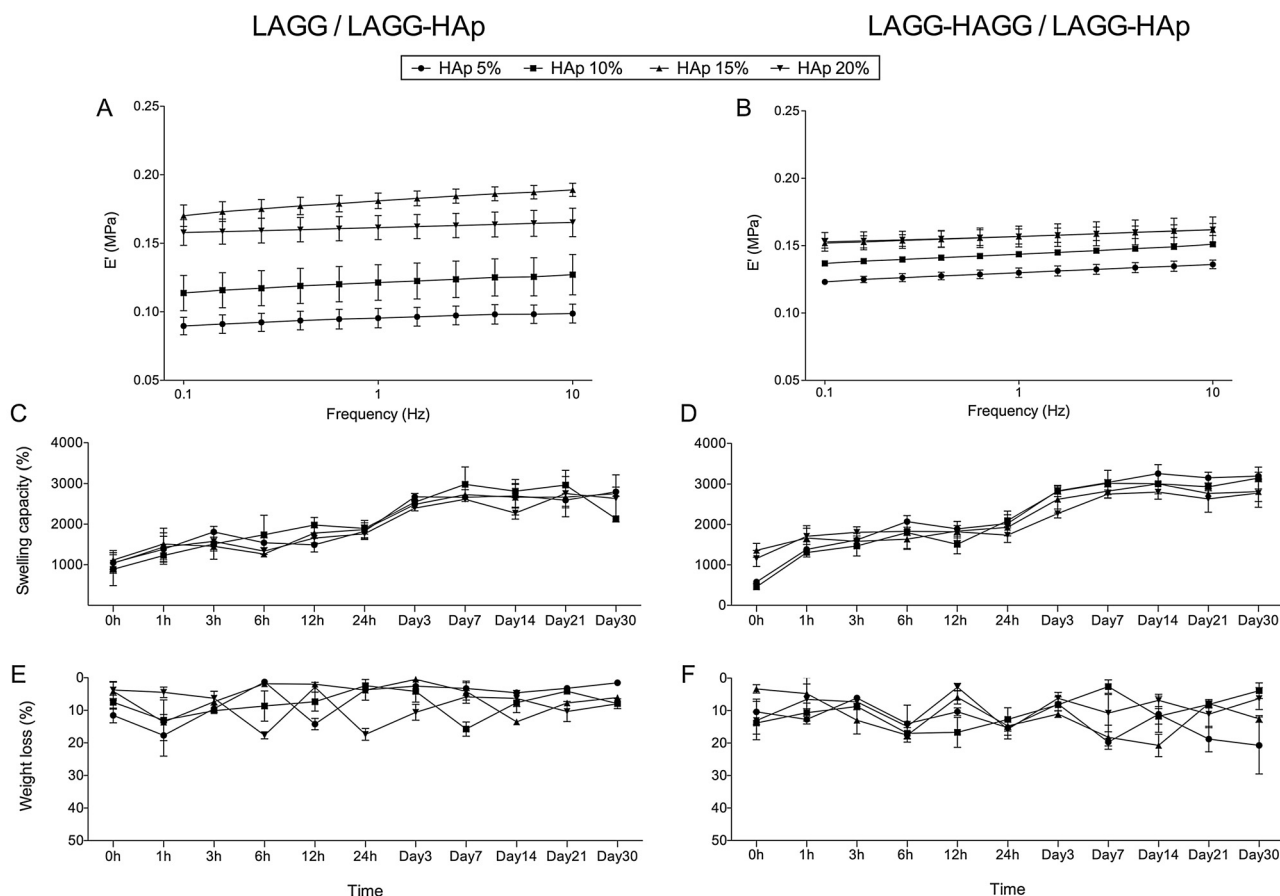 LAGG / LAGG-HAp
LAGG-HAGG / LAGG-HAp
HAp 5% HAp 10% HAp 15% HAp 20%
A
0.25
0.20
0.15
0.10
0.05
E' (MPa)
0.1 1 10
Frequency (Hz)
B
0.25
0.20
0.15
0.10
0.05
E' (MPa)
0.1 1 10
Frequency (Hz)
C
4000
3000
2000
1000
Swelling capacity (%)
0h 1h 3h 6h 12h 24h Day3 Day7 Day14 Day21 Day30
D
4000
3000
2000
1000
0
0h 1h 3h 6h 12h 24h Day3 Day7 Day14 Day21 Day30
E
0
10
20
30
40
50
Weight loss (%)
0h 1h 3h 6h 12h 24h Day3 Day7 Day14 Day21 Day30
Time
F
0
10
20
30
40
50
0h 1h 3h 6h 12h 24h Day3 Day7 Day14 Day21 Day30
Time